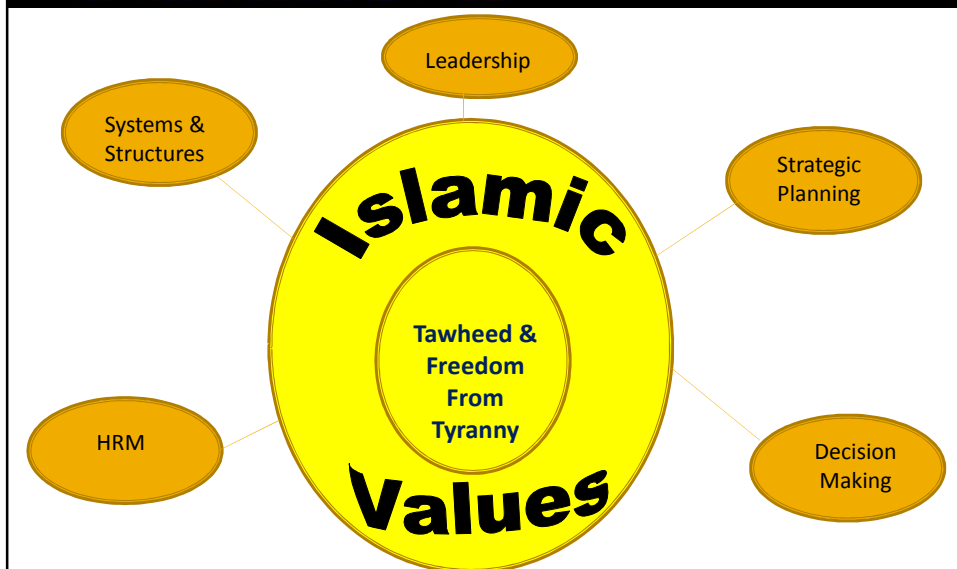 Leadership
Systems &
Structures
Strategic
Planning
Islamic
Tawheed &
Freedom
From
Tyranny
Values
HRM
Decision
Making